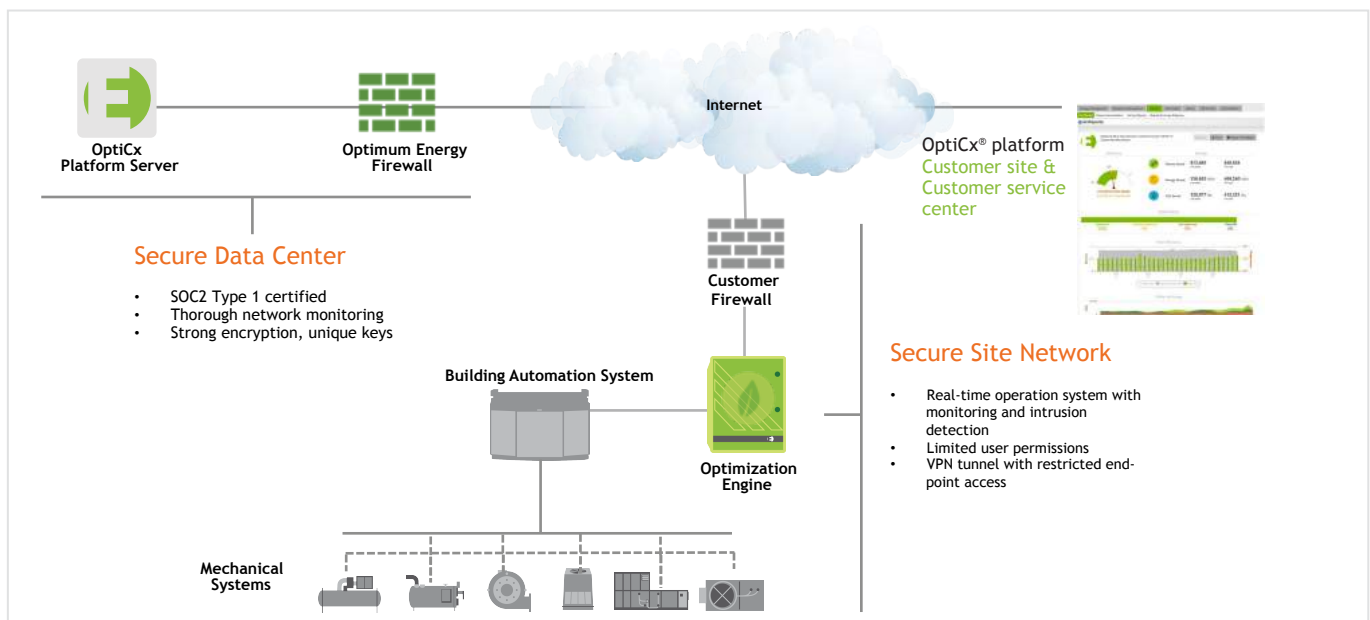 Internet
OptiCx
Platform Server
Optimum Energy
Firewall
OptiCx® platform
Customer site &
Customer service
center
Secure Data Center
• SOC2 Type 1 certified
• Thorough network monitoring
• Strong encryption, unique keys
Customer
Firewall
Building Automation System
Optimization
Engine
Secure Site Network
• Real-time operation system with
monitoring and intrusion
detection
• Limited user permissions
• VPN tunnel with restricted end-
point access
Mechanical
Systems